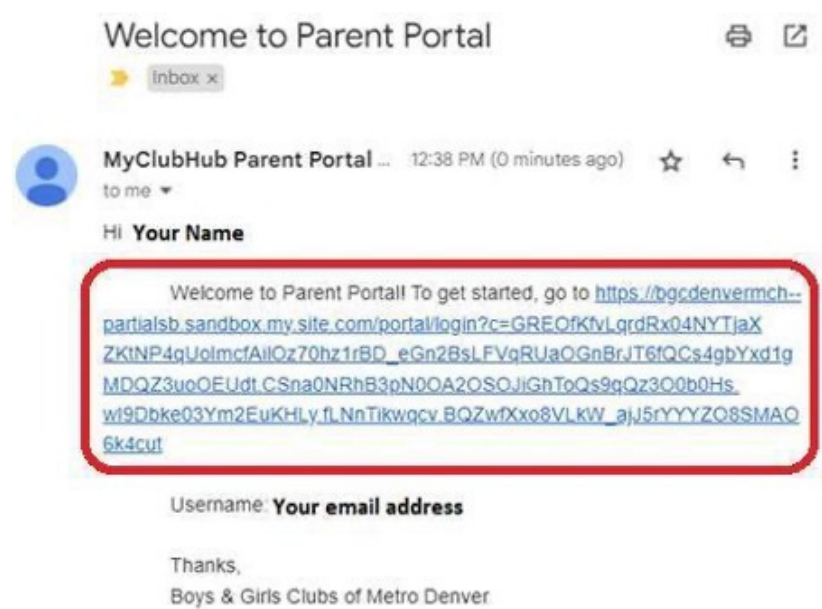 Welcome to Parent Portal
Inbox x
MyClubHub Parent Portal ... 12:38 PM (0 minutes ago)
to me
Hi Your Name
Welcome to Parent Portal! To get started, go to https://bgcdenvermch--
partialsb.sandbox.my.site.com/portal/login?c=GREOfKfvLqrdRx04NYTjaX
ZKtNP4qUolmcfAilOz70hz1rBD_eGn2BsLFVqRUaOGnBrJT6fQCs4gbYxd1g
MDQZ3uoOEUdt.CSna0NRhB3pN0OA2OSOJiGhToQs9qQz3O0b0Hs.
wI9Dbke03Ym2EuKHLy.fLNnTikwqcv.BQZwfXxo8VLkW_ajJ5rYYYZO8SMAO
6k4cut
Username: Your email address
Thanks,
Boys & Girls Clubs of Metro Denver